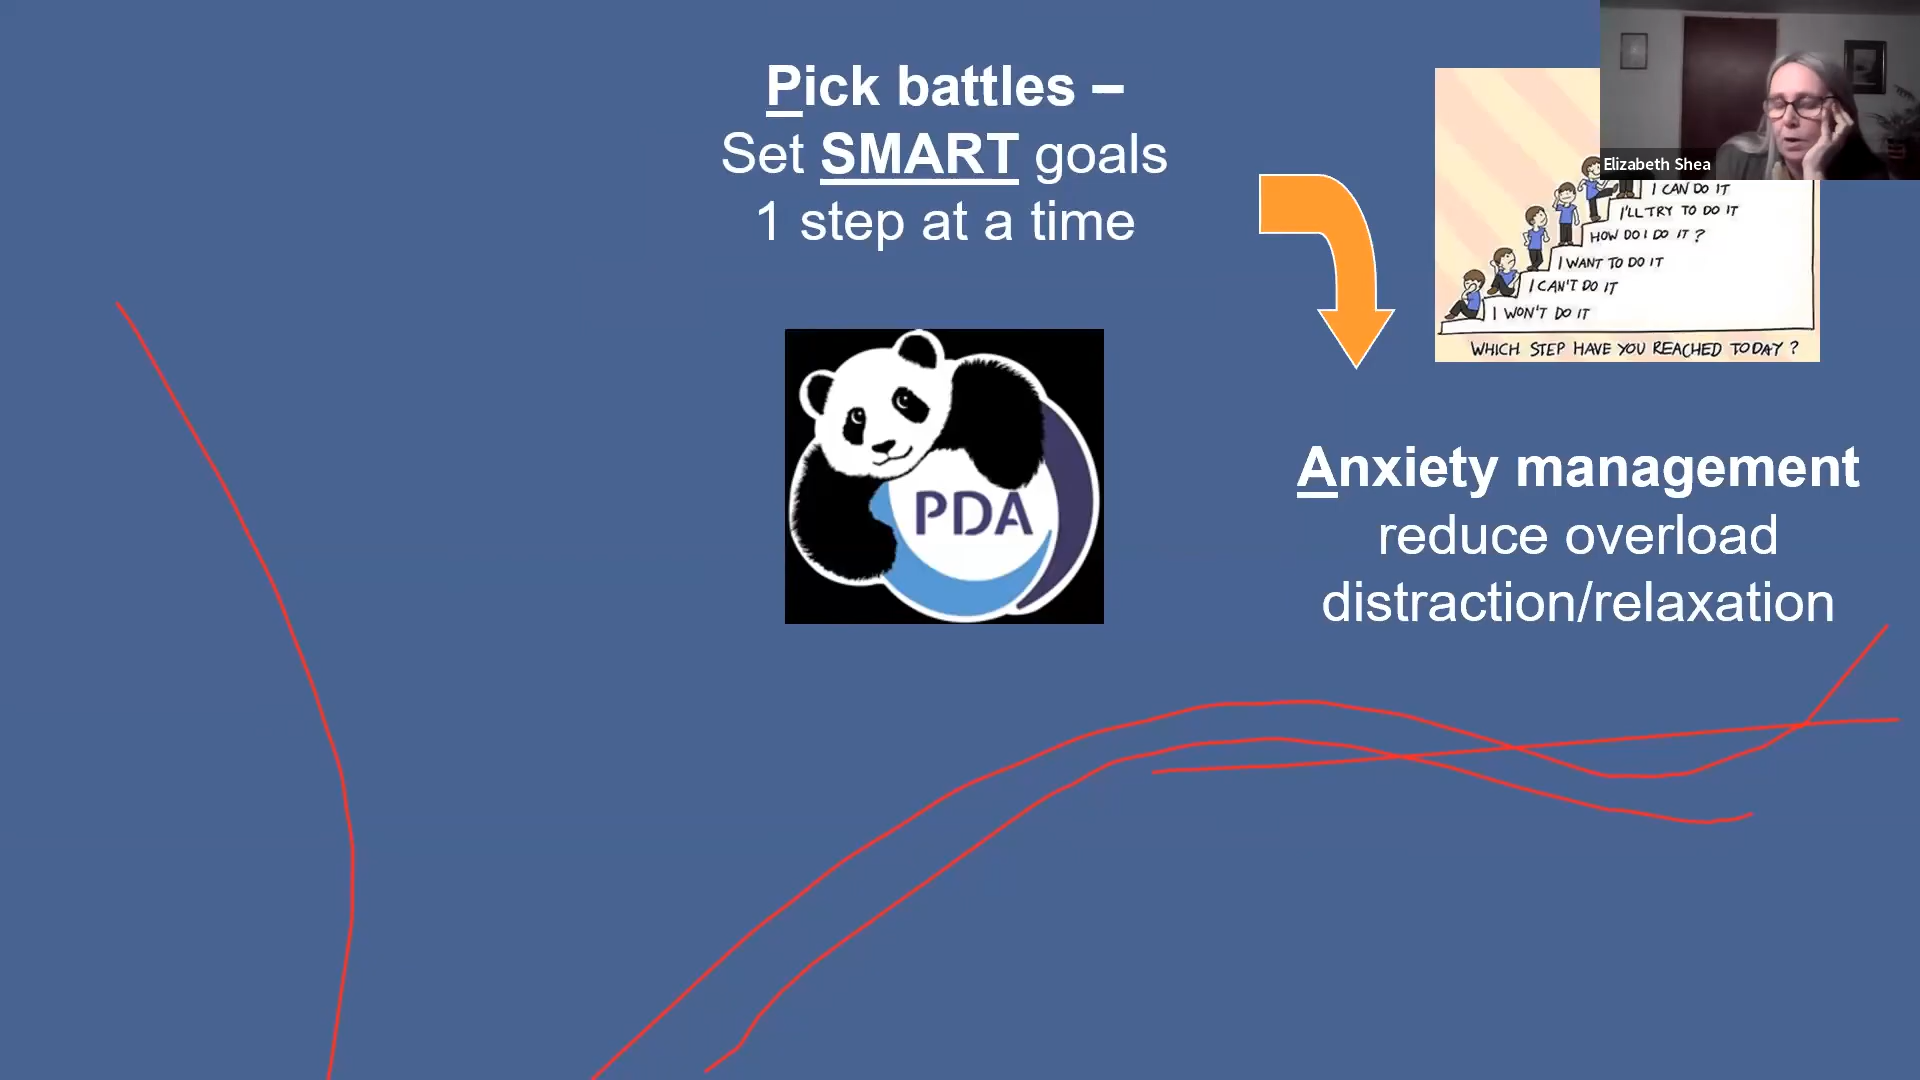 Pick battles –
Set SMART goals
1 step at a time
Elizabeth Shea
I CAN DO IT
I'LL TRY TO DO IT
HOW DO I DO IT?
I WANT TO DO IT
I CAN'T DO IT
I WON'T DO IT
WHICH STEP HAVE YOU REACHED TODAY?
PDA
Anxiety management
reduce overload
distraction/relaxation